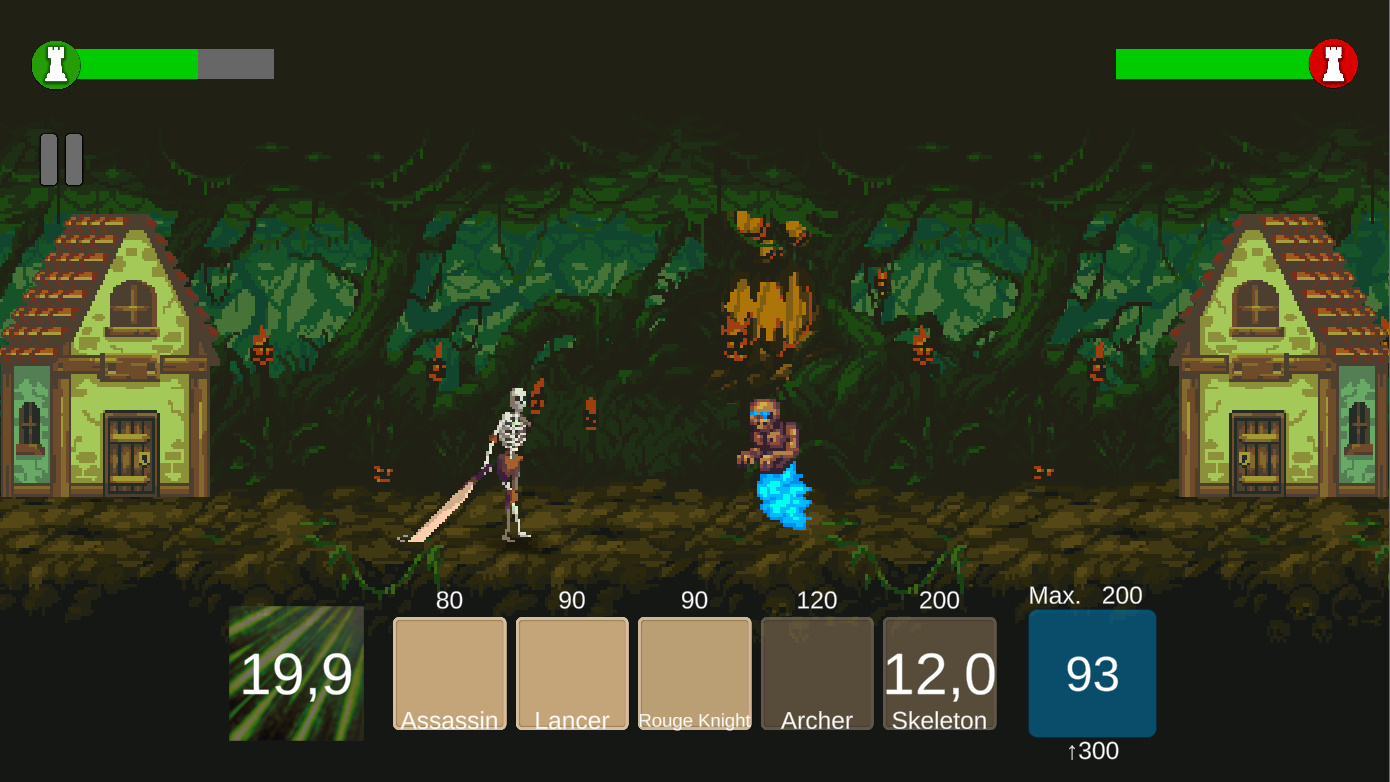 80
90
90
120
200
Max. 200
19,9
Assassin
Lancer
Rouge Knight
Archer
12,0
Skeleton
93
↑300